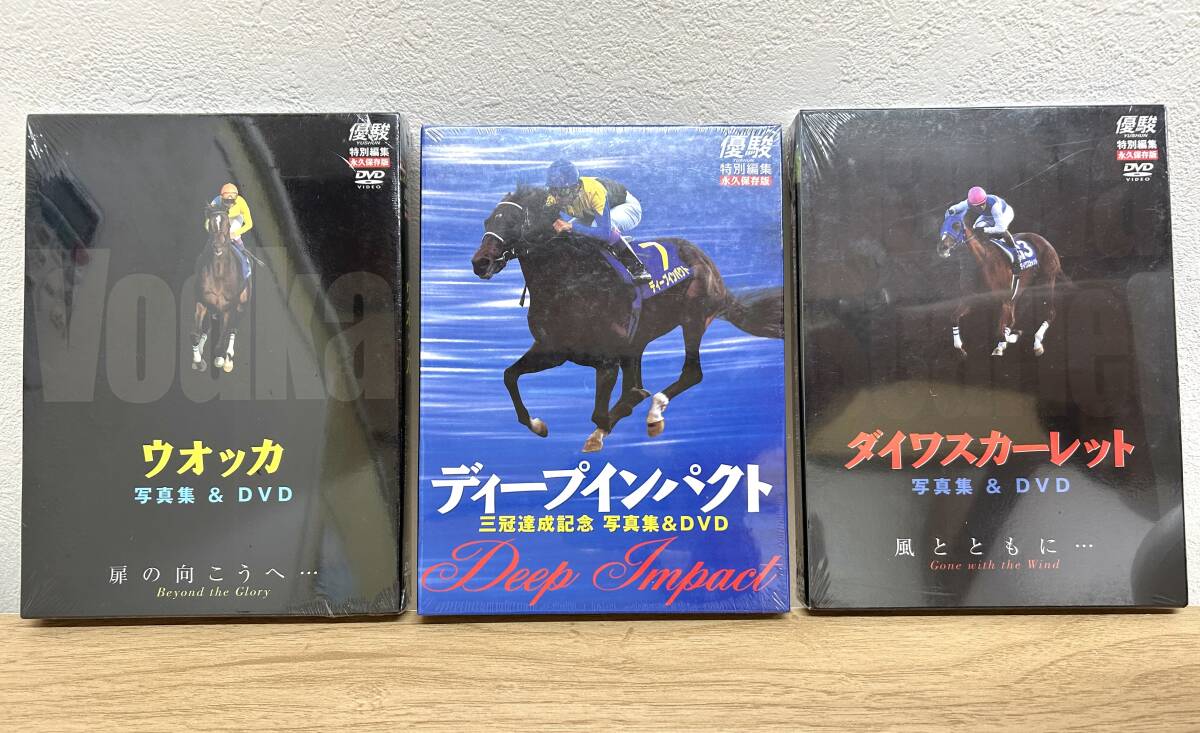 優駿
YUSHUN
特別編集
永久保存版
DVD
VIDEO
Vodka
ウオッカ
写真集 & DVD
扉の向こうへ…
Beyond the Glory
優駿
YUSHUN
特別編集
永久保存版
7
ディープインパクト
ディープインパクト
三冠達成記念 写真集&DVD
Deep Impact
優駿
YUSHUN
特別編集
永久保存版
DVD
VIDEO
ダイワスカーレット
写真集 & DVD
風とともに…
Gone with the Wind